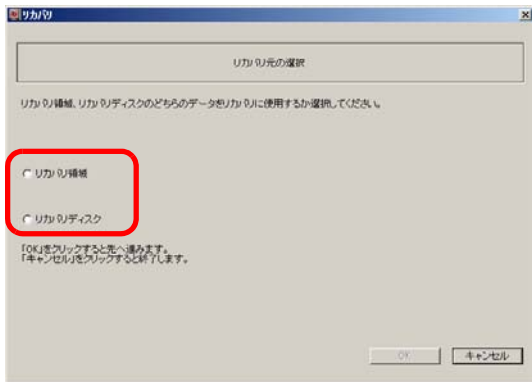 リカバリ
リカバリ元の選択
リカバリ領域、リカバリディスクのどちらのデータをリカバリに使用するか選択してください。
リカバリ領域
リカバリディスク
「OK」をクリックすると先へ進みます。
「キャンセル」をクリックすると終了します。
OK
キャンセル